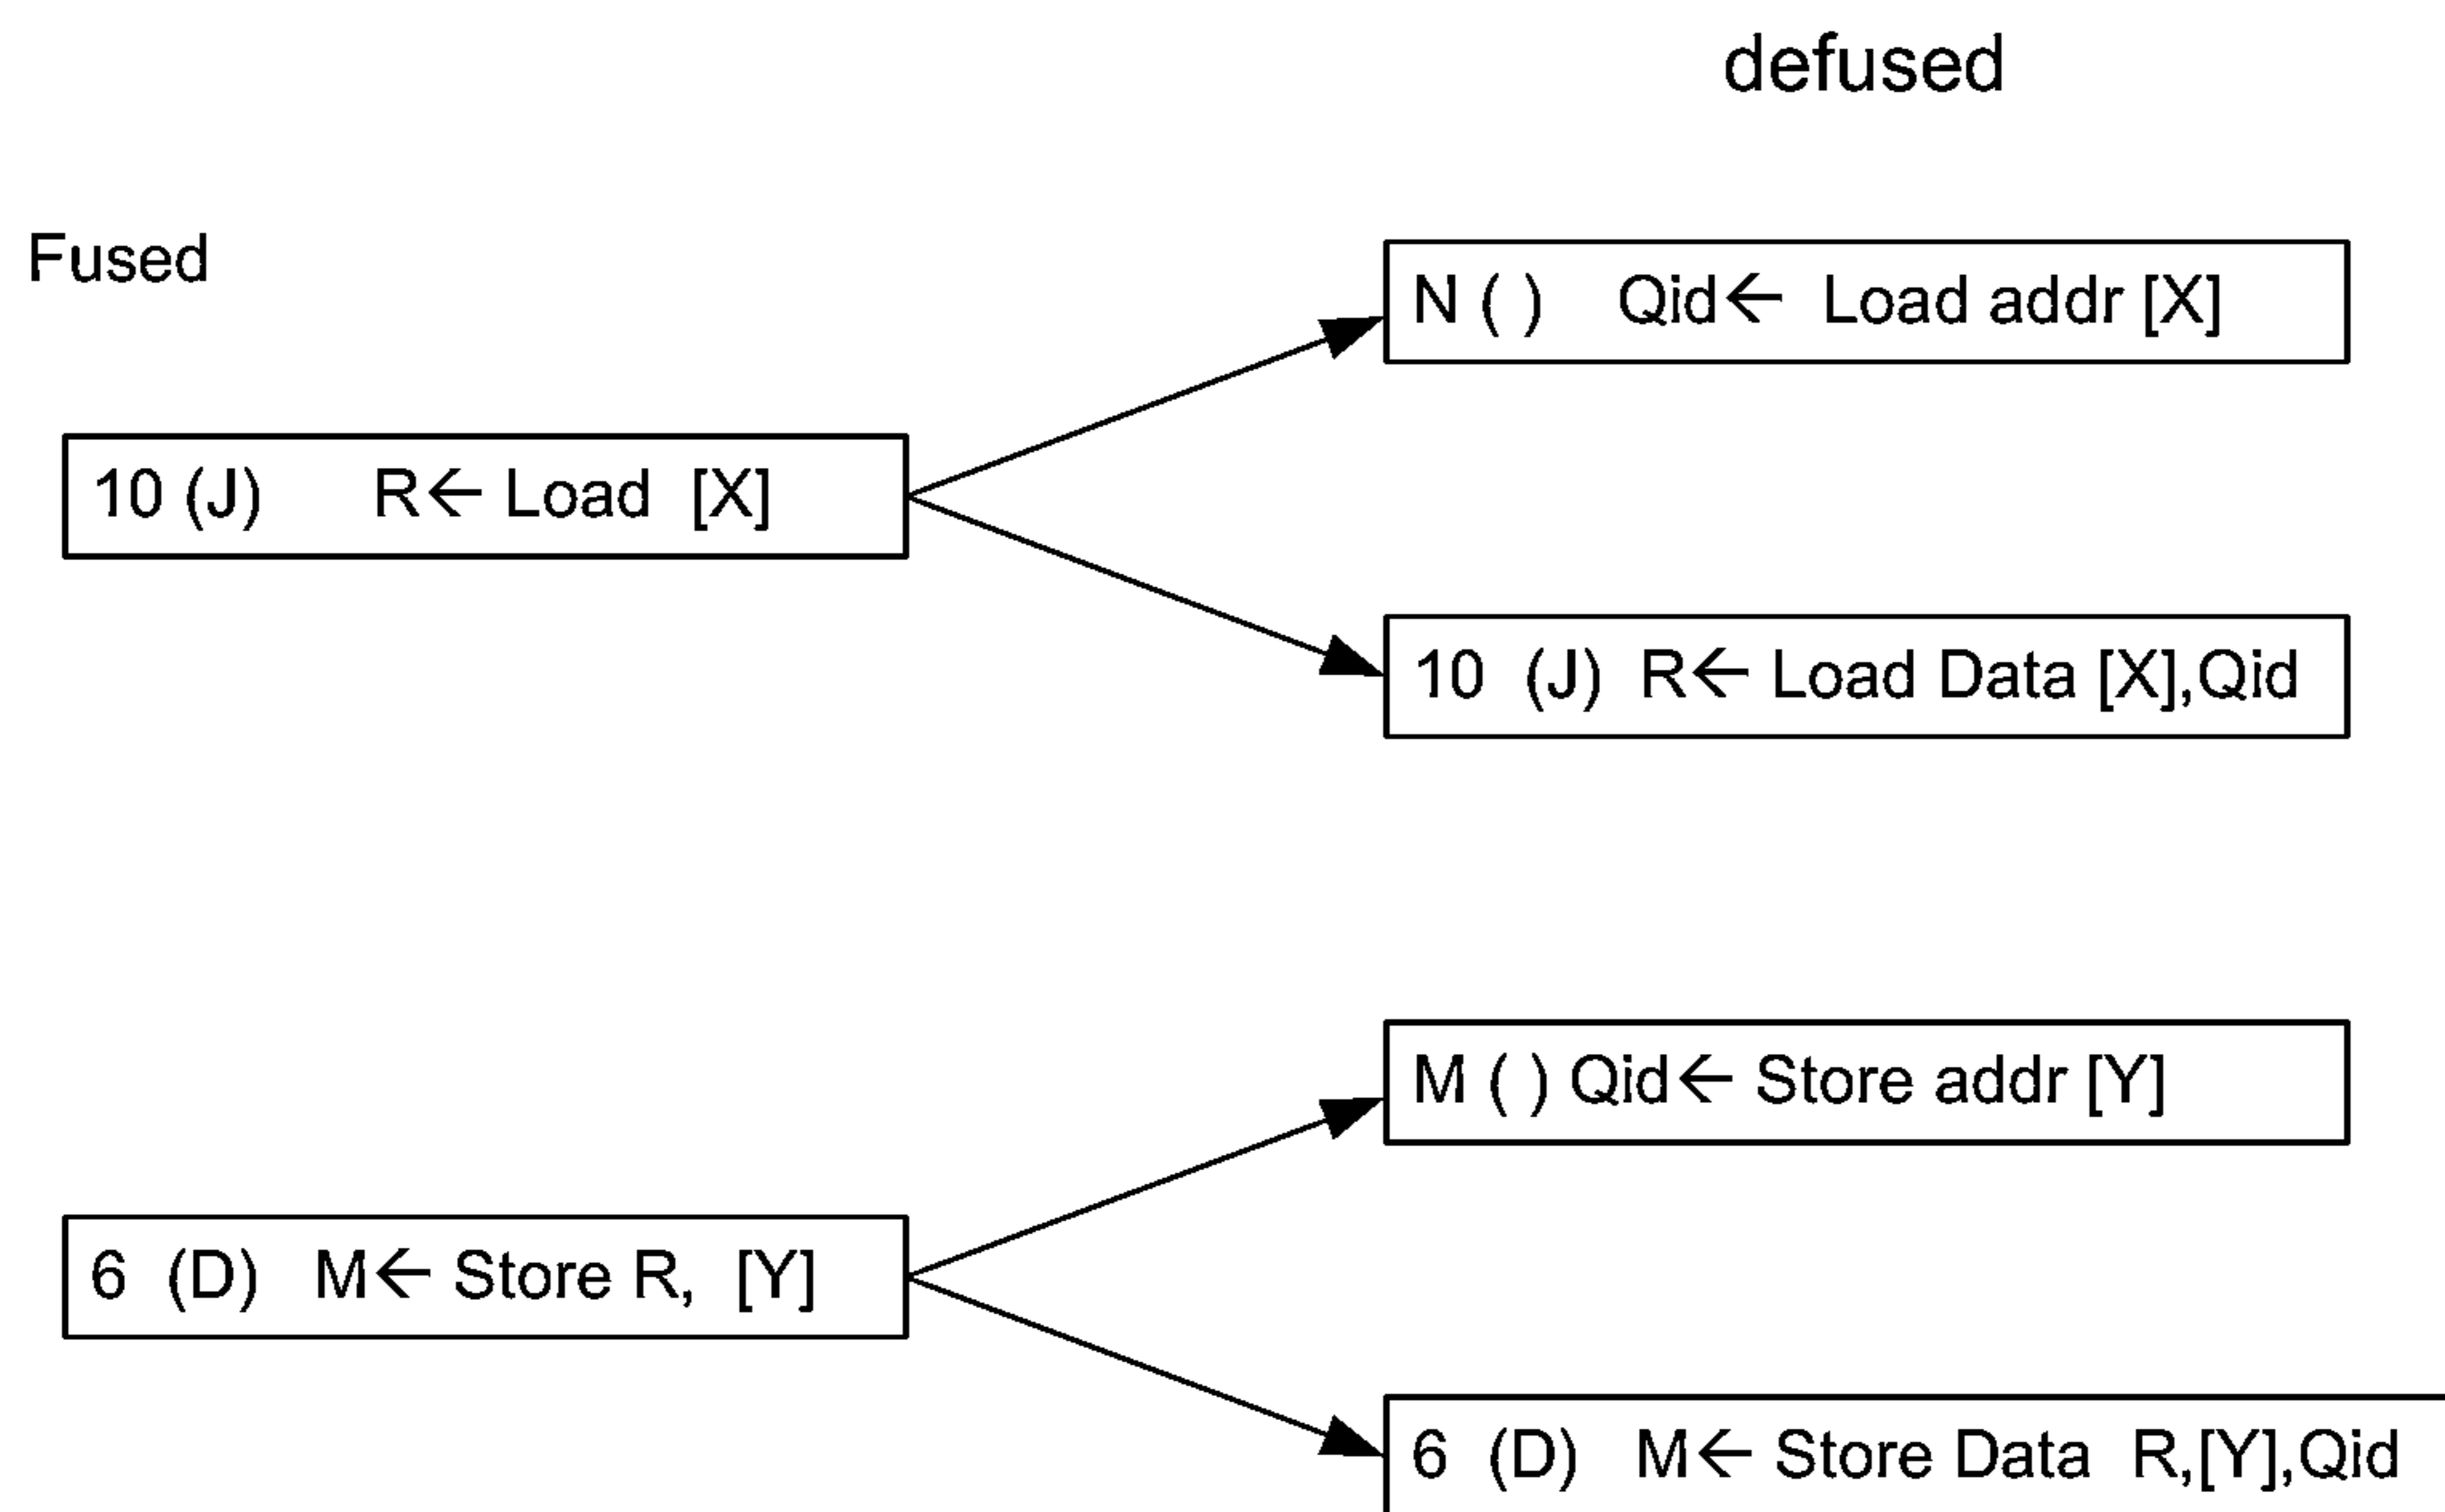 defused
Fused
N ( ) Qid← Load addr [X]
10 (J) R← Load [X]
10 (J) R← Load Data [X],Qid
M ( ) Qid← Store addr [Y]
6 (D) M← Store R, [Y]
6 (D) M← Store Data R,[Y],Qid